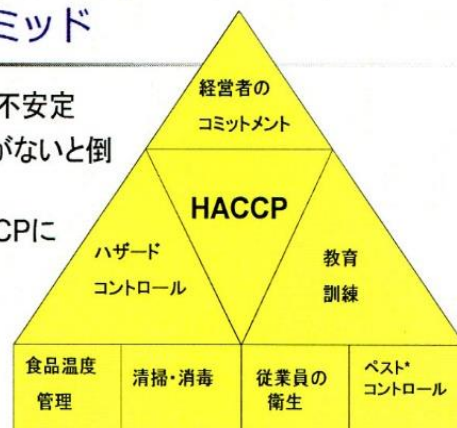 ミッド
不安定
がないと倒
CPに
経営者の
コミットメント
HACCP
ハザード
コントロール
教育
訓練
食品温度
管理
清掃・消毒
従業員の
衛生
ペスト*
コントロール